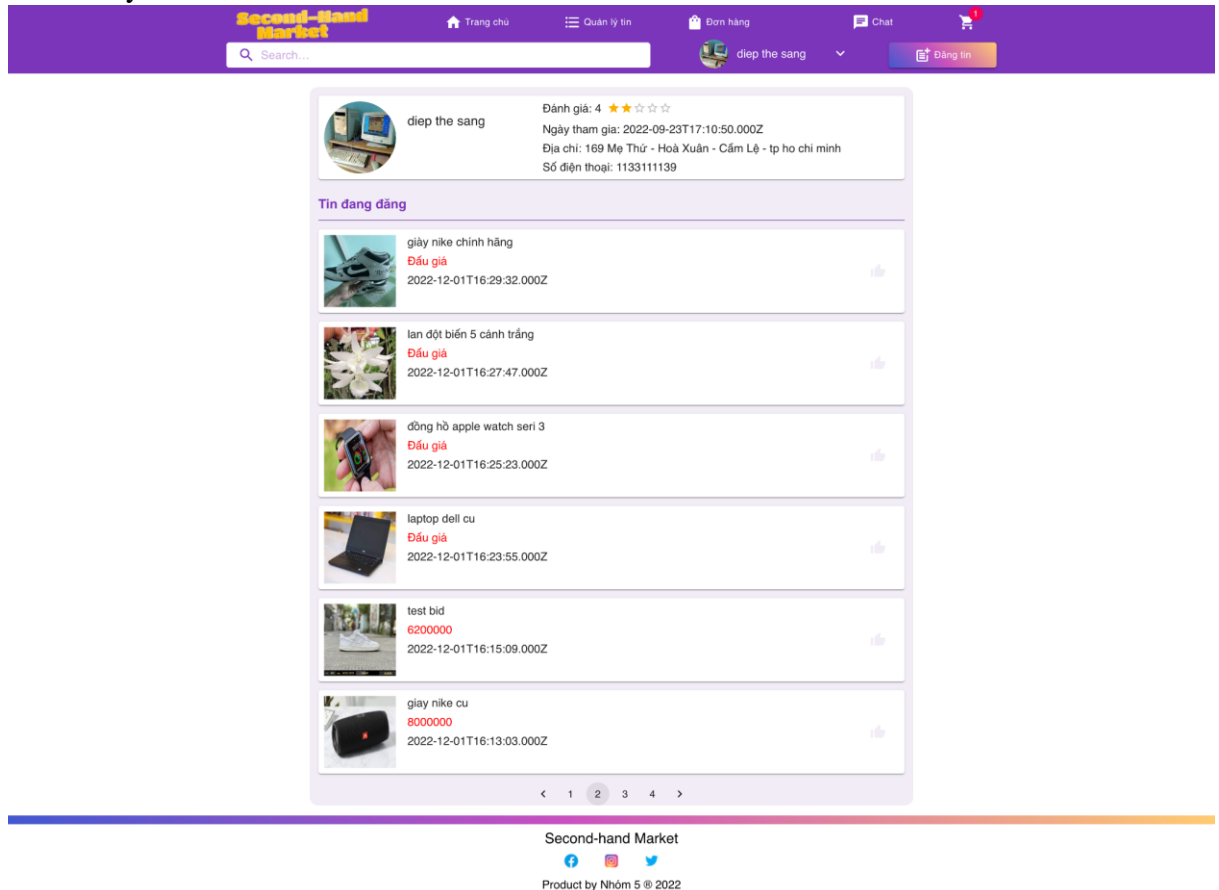 Second-Hand
Market
Trang chủ
Quản lý tin
Đơn hàng
Chat
1
Search...
diep the sang
Đăng tin
diep the sang
Đánh giá: 4
Ngày tham gia: 2022-09-23T17:10:50.000Z
Địa chỉ: 169 Mẹ Thứ - Hoà Xuân - Cẩm Lệ - tp ho chi minh
Số điện thoại: 1133111139
Tin đang đăng
giày nike chính hãng
Đấu giá
2022-12-01T16:29:32.000Z
lan đột biến 5 cánh trắng
Đấu giá
2022-12-01T16:27:47.000Z
đồng hồ apple watch seri 3
Đấu giá
2022-12-01T16:25:23.000Z
laptop dell cu
Đấu giá
2022-12-01T16:23:55.000Z
test bid
6200000
2022-12-01T16:15:09.000Z
giay nike cu
8000000
2022-12-01T16:13:03.000Z
1 2 3 4
Second-hand Market
Product by Nhóm 5 ® 2022